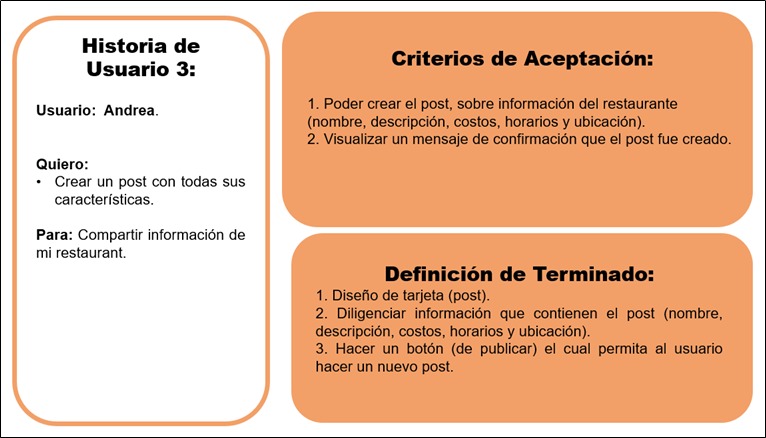 Historia de
Usuario 3:
Usuario: Andrea.
Quiero:
• Crear un post con todas sus
características.
Para: Compartir información de
mi restaurant.
Criterios de Aceptación:
1. Poder crear el post, sobre información del restaurante
(nombre, descripción, costos, horarios y ubicación).
2. Visualizar un mensaje de confirmación que el post fue creado.
Definición de Terminado:
1. Diseño de tarjeta (post).
2. Diligenciar información que contienen el post (nombre,
descripción, costos, horarios y ubicación).
3. Hacer un botón (de publicar) el cual permita al usuario
hacer un nuevo post.